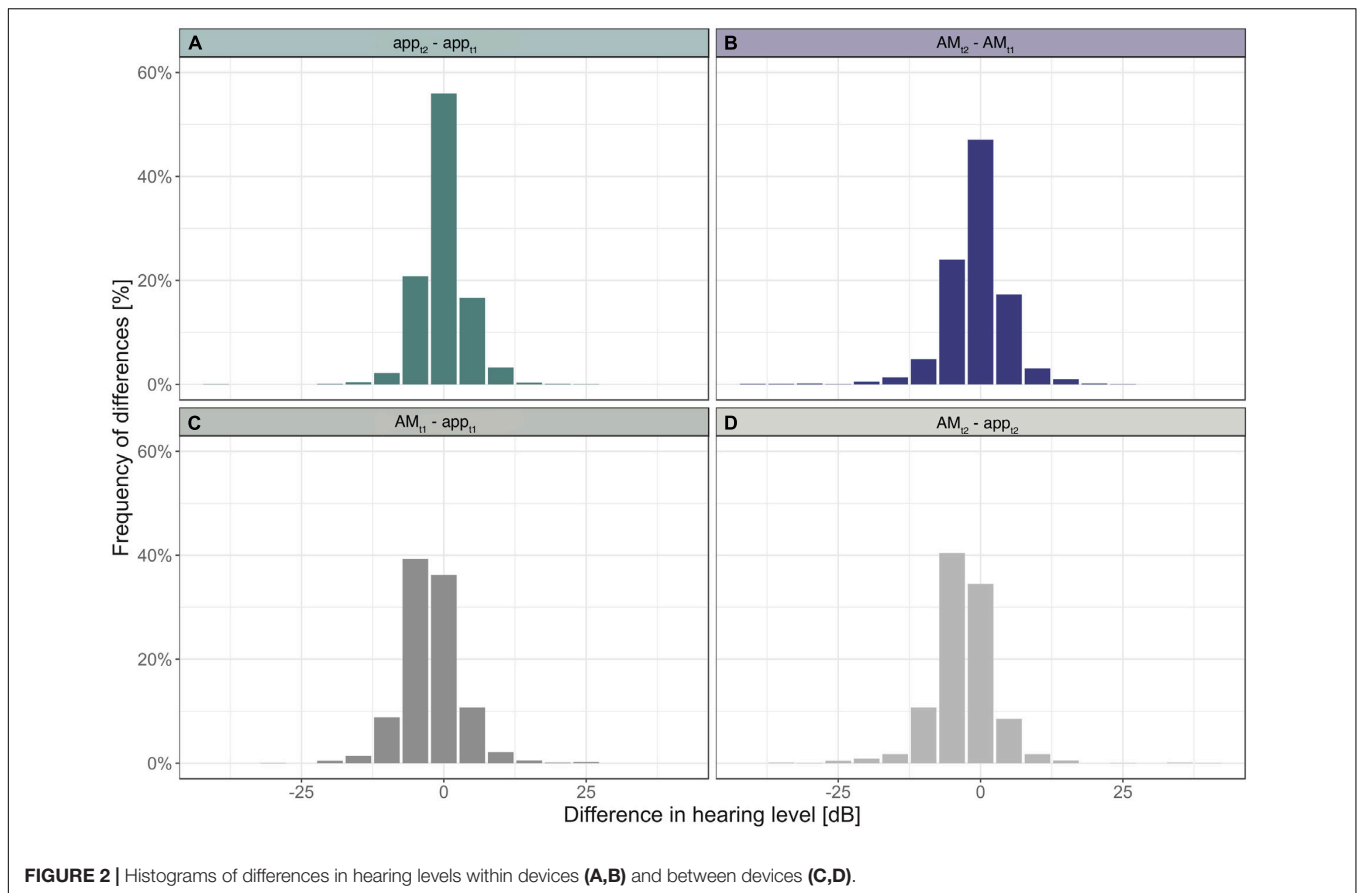 A app_t2 - app_t1
B AM_t2 - AM_t1
60%
40%
20%
0%
C AM_t1 - app_t1
D AM_t2 - app_t2
60%
40%
20%
0%
-25 0 25
-25 0 25
Frequency of differences [%]
Difference in hearing level [dB]
FIGURE 2 | Histograms of differences in hearing levels within devices (A,B) and between devices (C,D).